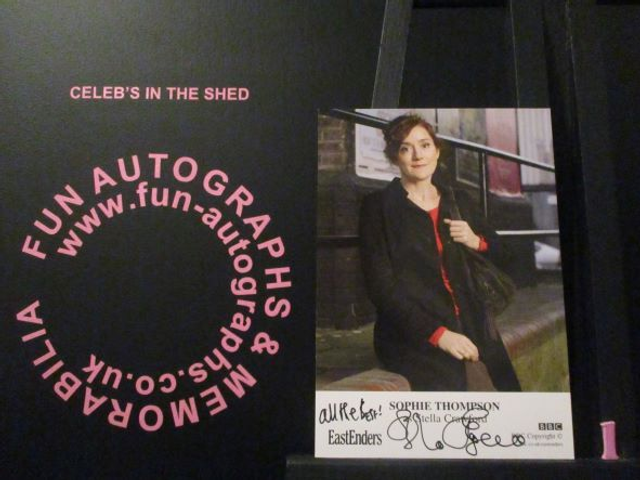 CELEB'S IN THE SHED
FUN AUTOGRAPHS & MEMORABILIA
www.fun-autographs.co.uk
All the Best!
SOPHIE THOMPSON
Stella Crawford
EastEnders
BBC
Copyright ©